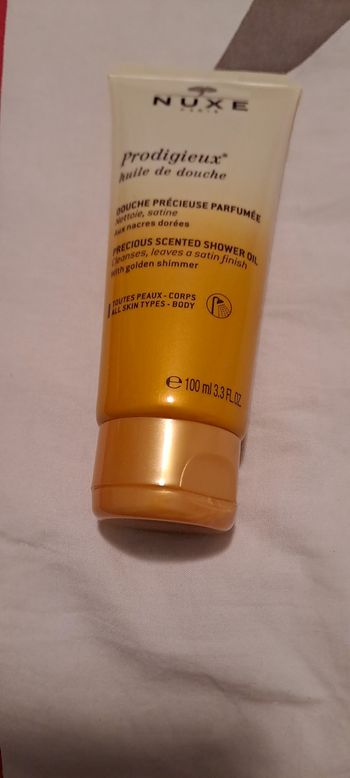 NUXE
PARIS
Prodigieux®
huile de douche
DOUCHE PRÉCIEUSE PARFUMÉE
Nettoie, satine
Aux nacres dorées
PRECIOUS SCENTED SHOWER OIL
Cleanses, leaves a satin finish
With golden shimmer
TOUTES PEAUX - CORPS
ALL SKIN TYPES - BODY
℮ 100 ml 3.3 FL.OZ.